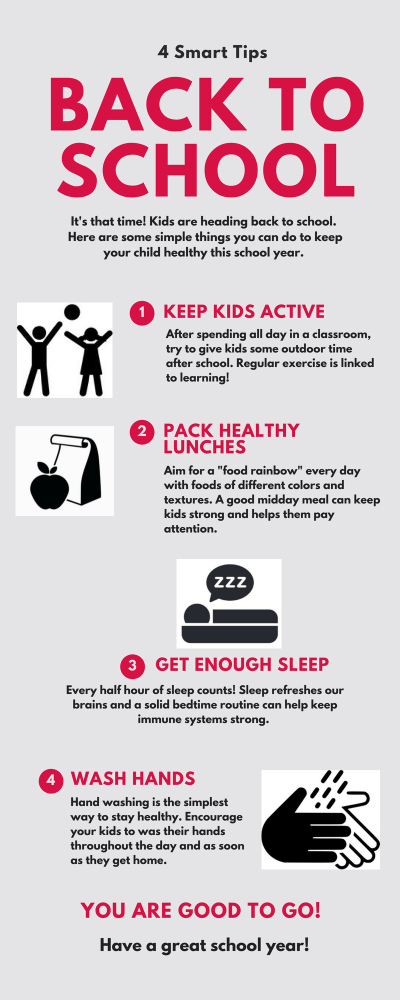 4 Smart Tips
BACK TO
SCHOOL
It's that time! Kids are heading back to school.
Here are some simple things you can do to keep
your child healthy this school year.
1 KEEP KIDS ACTIVE
After spending all day in a classroom,
try to give kids some outdoor time
after school. Regular exercise is linked
to learning!
2 PACK HEALTHY
LUNCHES
Aim for a "food rainbow" every day
with foods of different colors and
textures. A good midday meal can keep
kids strong and helps them pay
attention.
zzz
3 GET ENOUGH SLEEP
Every half hour of sleep counts! Sleep refreshes our
brains and a solid bedtime routine can help keep
immune systems strong.
4 WASH HANDS
Hand washing is the simplest
way to stay healthy. Encourage
your kids to was their hands
throughout the day and as soon
as they get home.
YOU ARE GOOD TO GO!
Have a great school year!